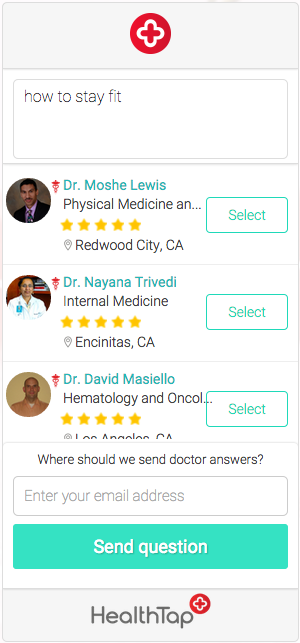 how to stay fit
Dr. Moshe Lewis
Physical Medicine an...
Select
Redwood City, CA
Dr. Nayana Trivedi
Internal Medicine
Select
Encinitas, CA
Dr. David Masiello
Hematology and Oncol...
Select
Los Angeles, CA
Where should we send doctor answers?
Enter your email address
Send question
HealthTap